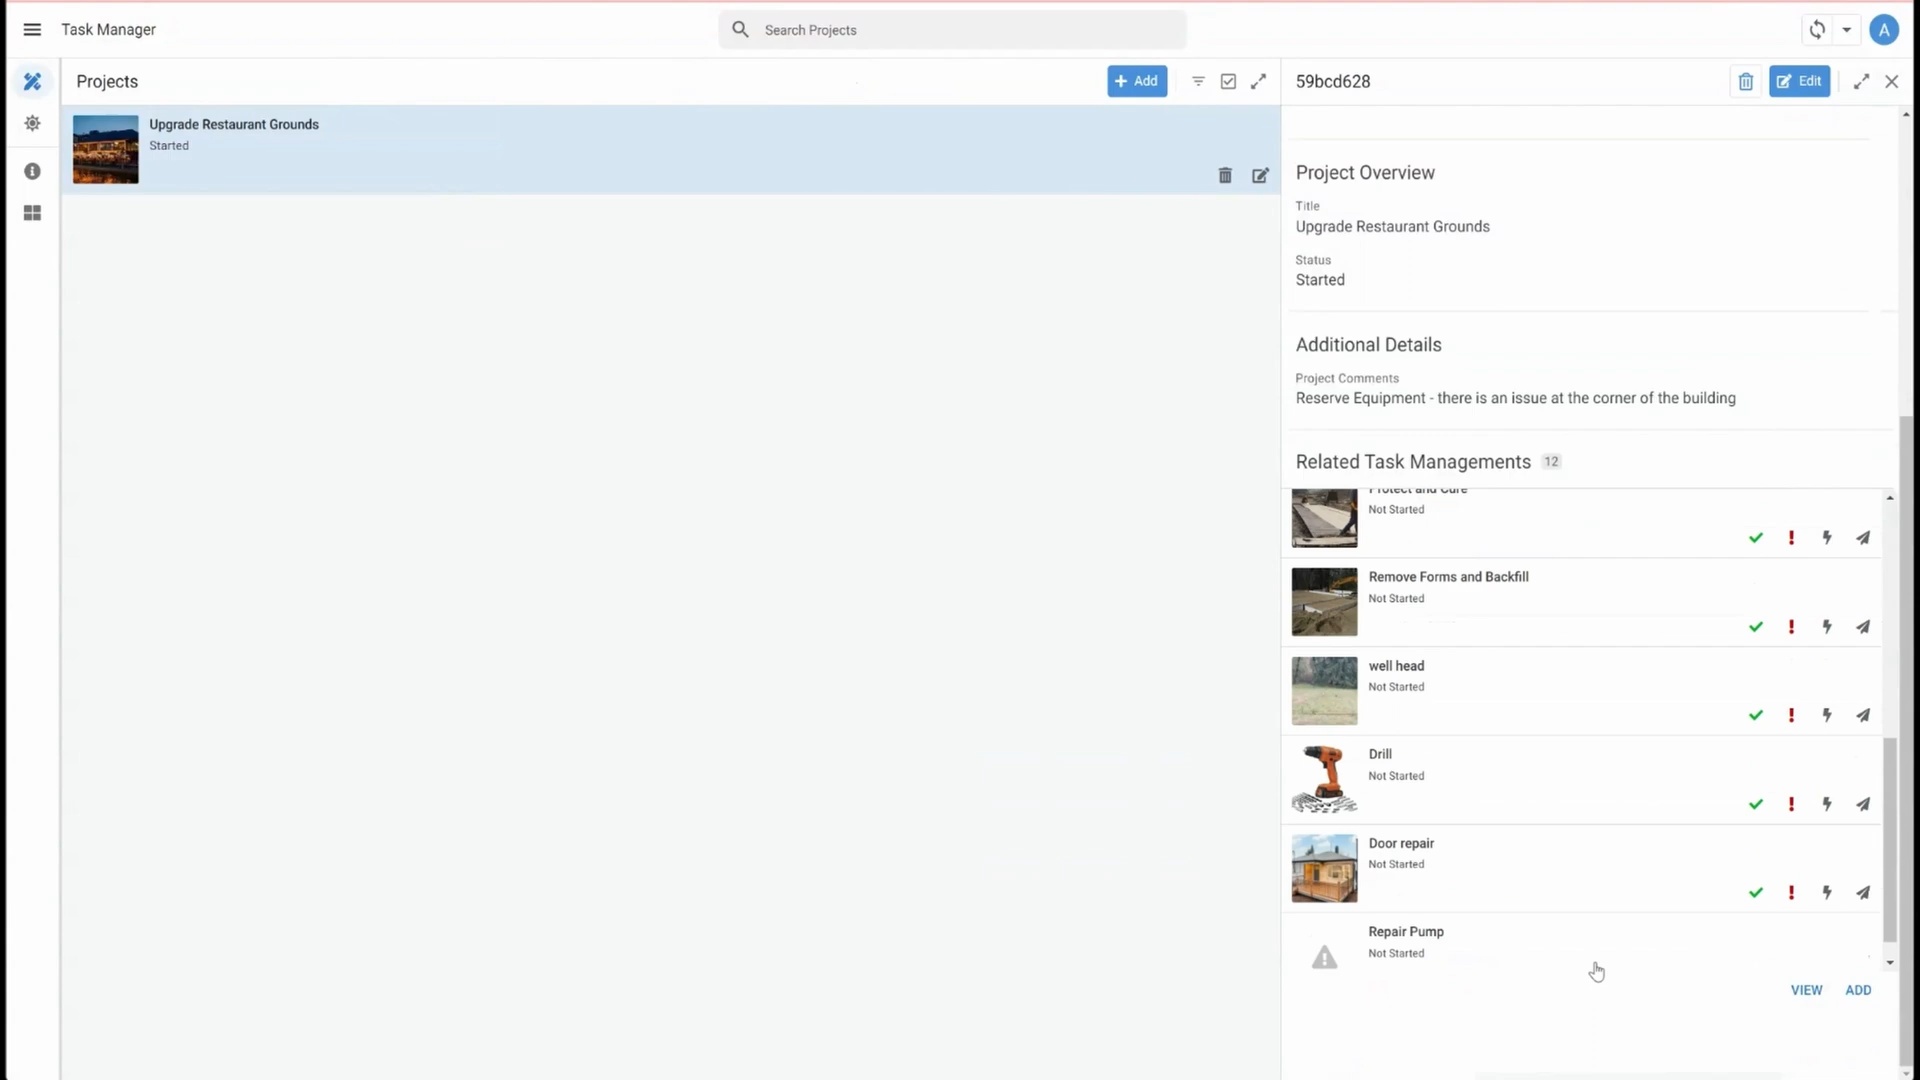 Task Manager
Search Projects
A
Projects
Add
59bcd628
Edit
Upgrade Restaurant Grounds
Started
Project Overview
Title
Upgrade Restaurant Grounds
Status
Started
Additional Details
Project Comments
Reserve Equipment - there is an issue at the corner of the building
Related Task Managements 12
Protect and Cure
Not Started
Remove Forms and Backfill
Not Started
well head
Not Started
Drill
Not Started
Door repair
Not Started
Repair Pump
Not Started
VIEW ADD